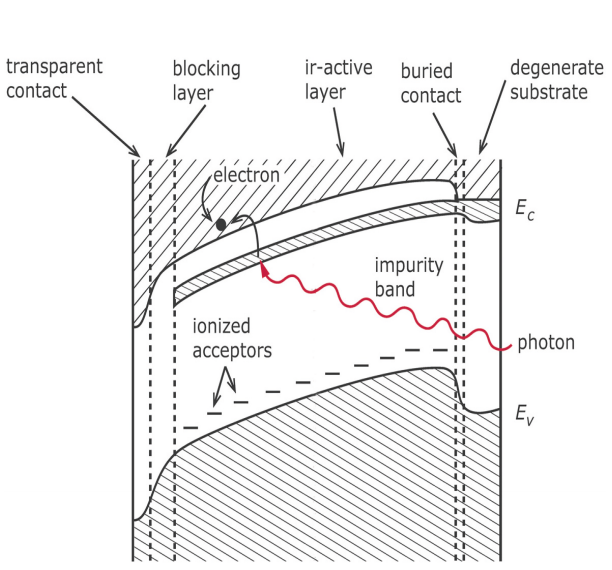 transparent
contact
blocking
layer
ir-active
layer
buried
contact
degenerate
substrate
electron
E_C
impurity
band
ionized
acceptors
photon
E_V